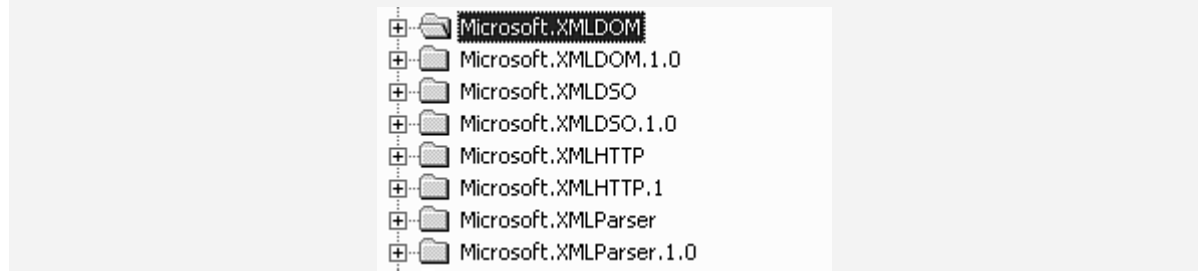 Microsoft.XMLDOM
Microsoft.XMLDOM.1.0
Microsoft.XMLDSO
Microsoft.XMLDSO.1.0
Microsoft.XMLHTTP
Microsoft.XMLHTTP.1
Microsoft.XMLParser
Microsoft.XMLParser.1.0